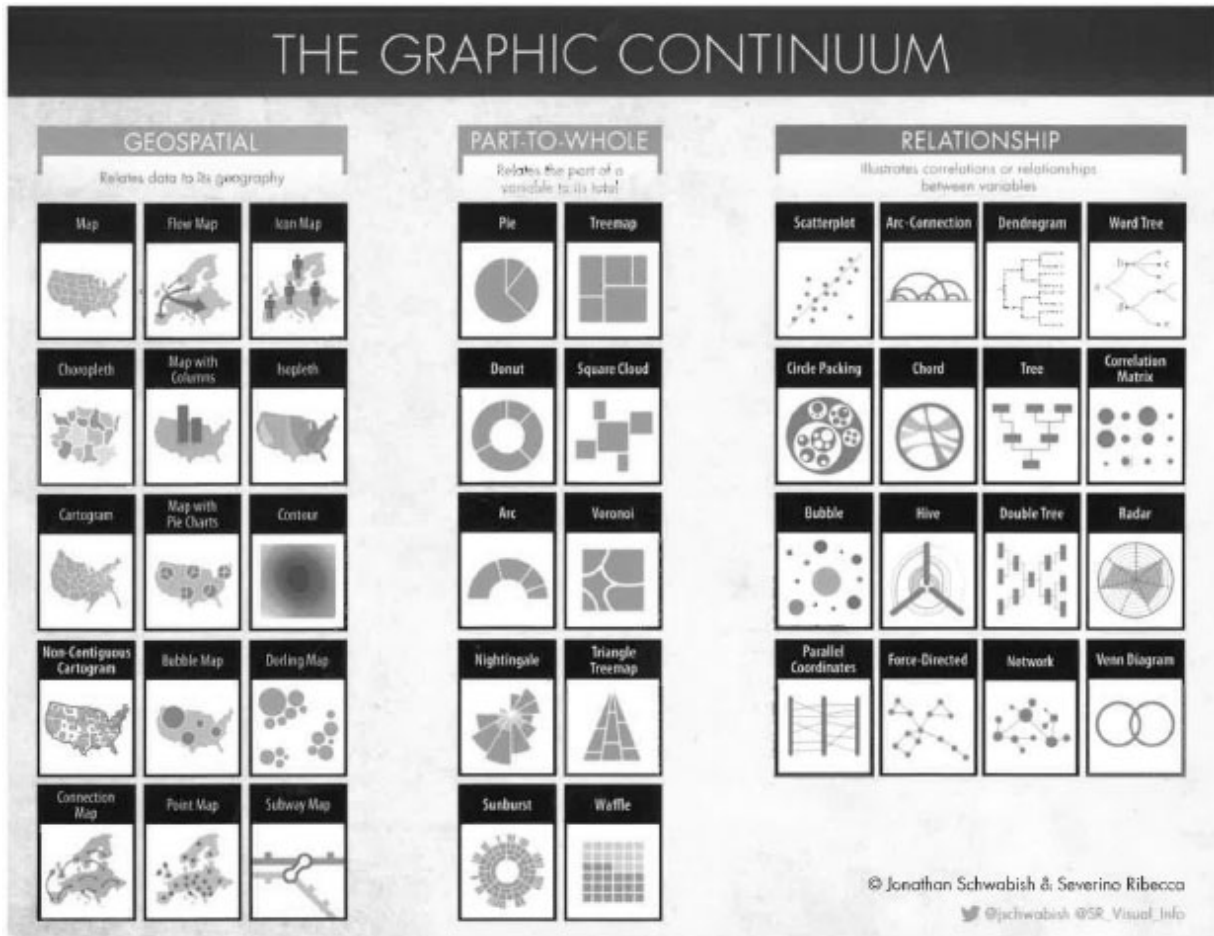 THE GRAPHIC CONTINUUM
GEOSPATIAL
Relates data to its geography
Map
Flow Map
Icon Map
Choropleth
Map with
Columns
Isopleth
Cartogram
Map with
Pie Charts
Contour
Non-Contiguous
Cartogram
Bubble Map
Dorling Map
Connection
Map
Point Map
Subway Map
PART-TO-WHOLE
Relates the part of a
variable to its total
Pie
Treemap
Donut
Square Cloud
Arc
Voronoi
Nightingale
Triangle
Treemap
Sunburst
Waffle
RELATIONSHIP
Illustrates correlations or relationships
between variables
Scatterplot
Arc-Connection
Dendrogram
Word Tree
Circle Packing
Chord
Tree
Correlation
Matrix
Bubble
Hive
Double Tree
Radar
Parallel
Coordinates
Force-Directed
Network
Venn Diagram
© Jonathan Schwabish & Severino Ribecca
@jschwabish @SR_Visual_Info